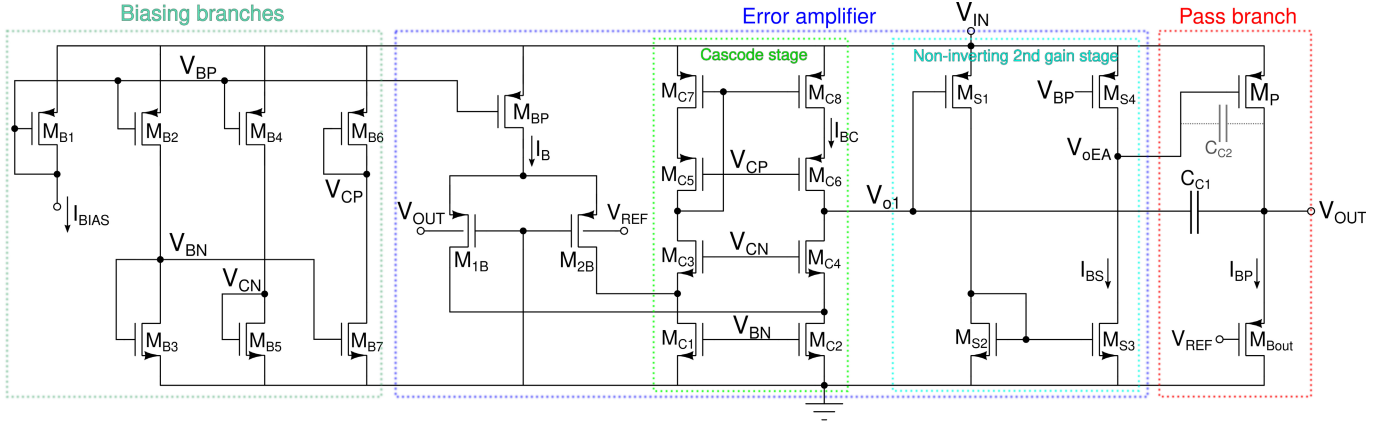 Biasing branches
Error amplifier
V_IN
Pass branch
Cascode stage
Non-inverting 2nd gain stage
V_BP
M_C7
M_C8
M_S1
V_BP
M_S4
M_P
M_B1
M_B2
M_B4
M_B6
M_BP
I_B
I_BC
C_C2
V_oEA
V_CP
M_C5
V_CP
M_C6
C_C1
I_BIAS
V_OUT
V_REF
V_o1
V_OUT
V_BN
M_1B
M_2B
M_C3
V_CN
M_C4
V_CN
I_BS
I_BP
M_B3
M_B5
M_B7
M_C1
V_BN
M_C2
M_S2
M_S3
V_REF
M_Bout